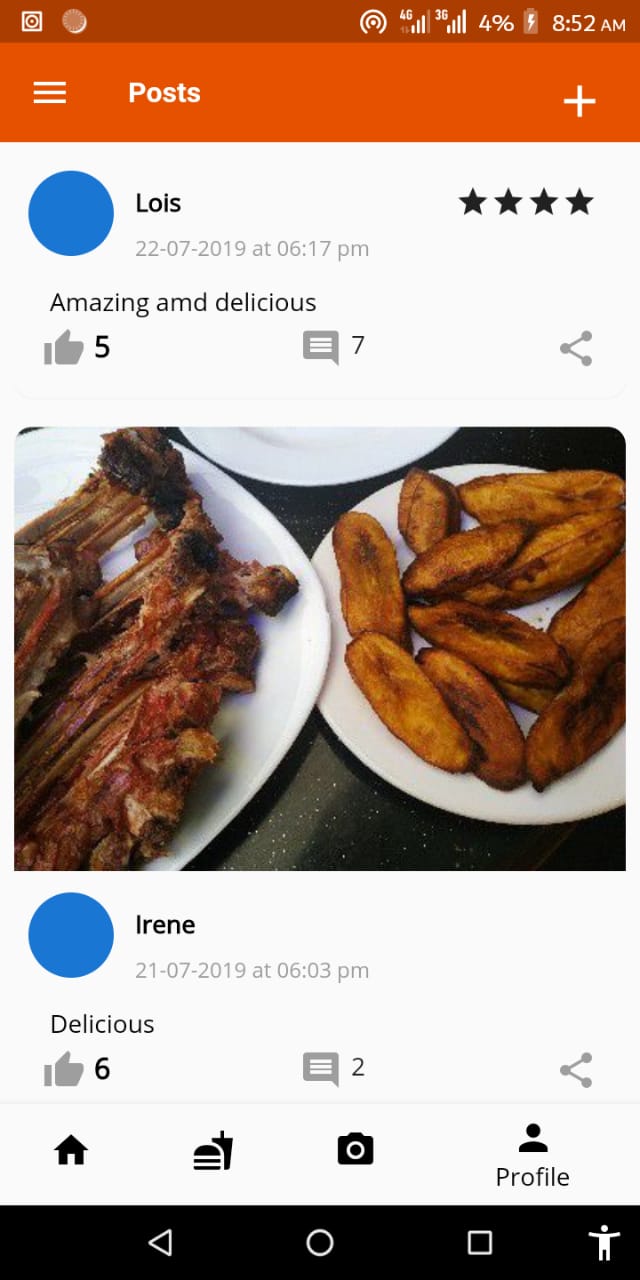 4G 3G 4% 8:52 AM
Posts
Lois
22-07-2019 at 06:17 pm
Amazing amd delicious
5 7
Irene
21-07-2019 at 06:03 pm
Delicious
6 2
Profile